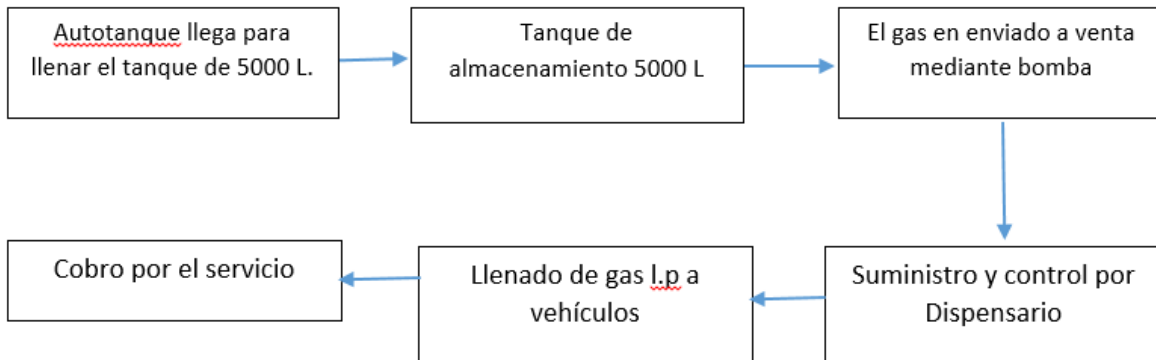 Autotanque llega para
llenar el tanque de 5000 L.
Tanque de
almacenamiento 5000 L
El gas en enviado a venta
mediante bomba
Suministro y control por
Dispensario
Llenado de gas l.p a
vehículos
Cobro por el servicio